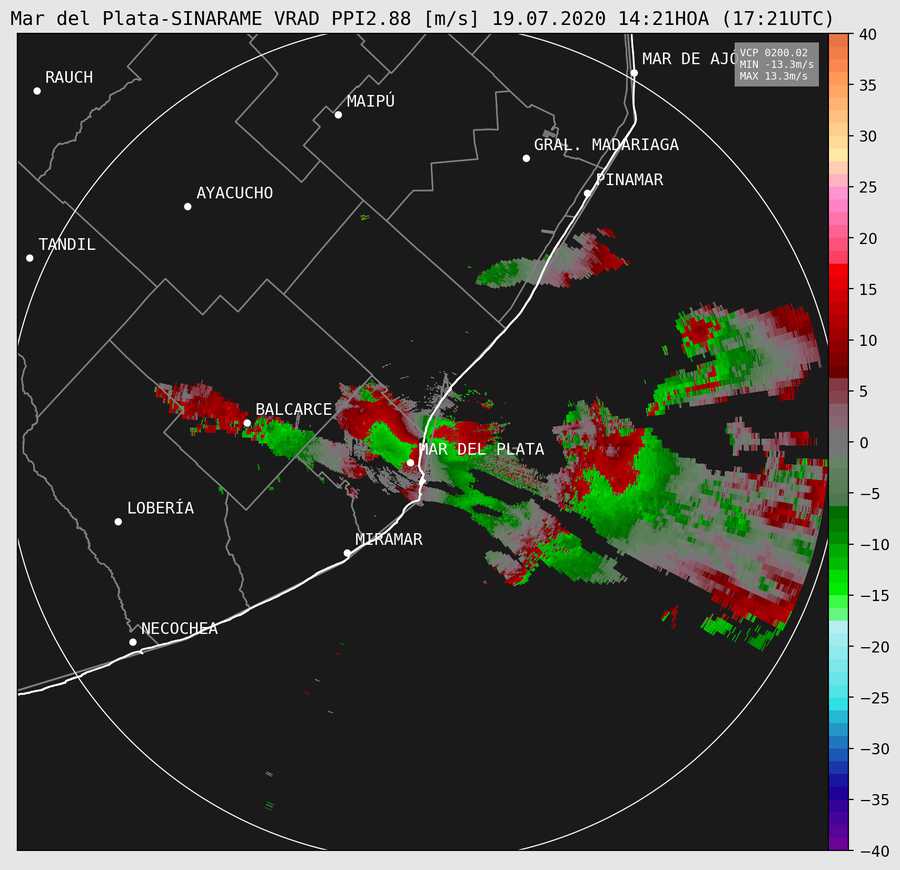 Mar del Plata-SINARAME VRAD PPI2.88 [m/s] 19.07.2020 14:21HOA (17:21UTC)
VCP 0200.02
MIN -13.3m/s
MAX 13.3m/s
MAR DE AJÓ
RAUCH
MAIPÚ
GRAL. MADARIAGA
PINAMAR
AYACUCHO
TANDIL
BALCARCE
MAR DEL PLATA
LOBERÍA
MIRAMAR
NECOCHEA
40
35
30
25
20
15
10
5
0
−5
−10
−15
−20
−25
−30
−35
−40